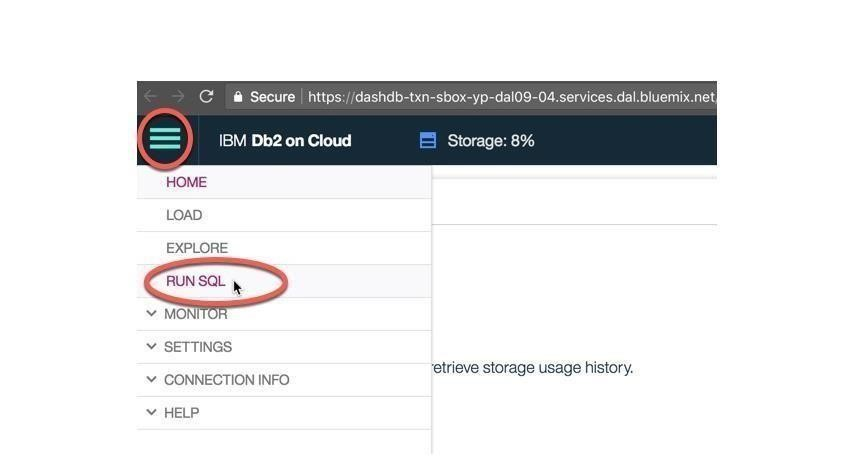 Secure https://dashdb-txn-sbox-yp-dal09-04.services.dal.bluemix.net/
IBM Db2 on Cloud Storage: 8%
HOME
LOAD
EXPLORE
RUN SQL
MONITOR
SETTINGS
retrieve storage usage history.
CONNECTION INFO
HELP